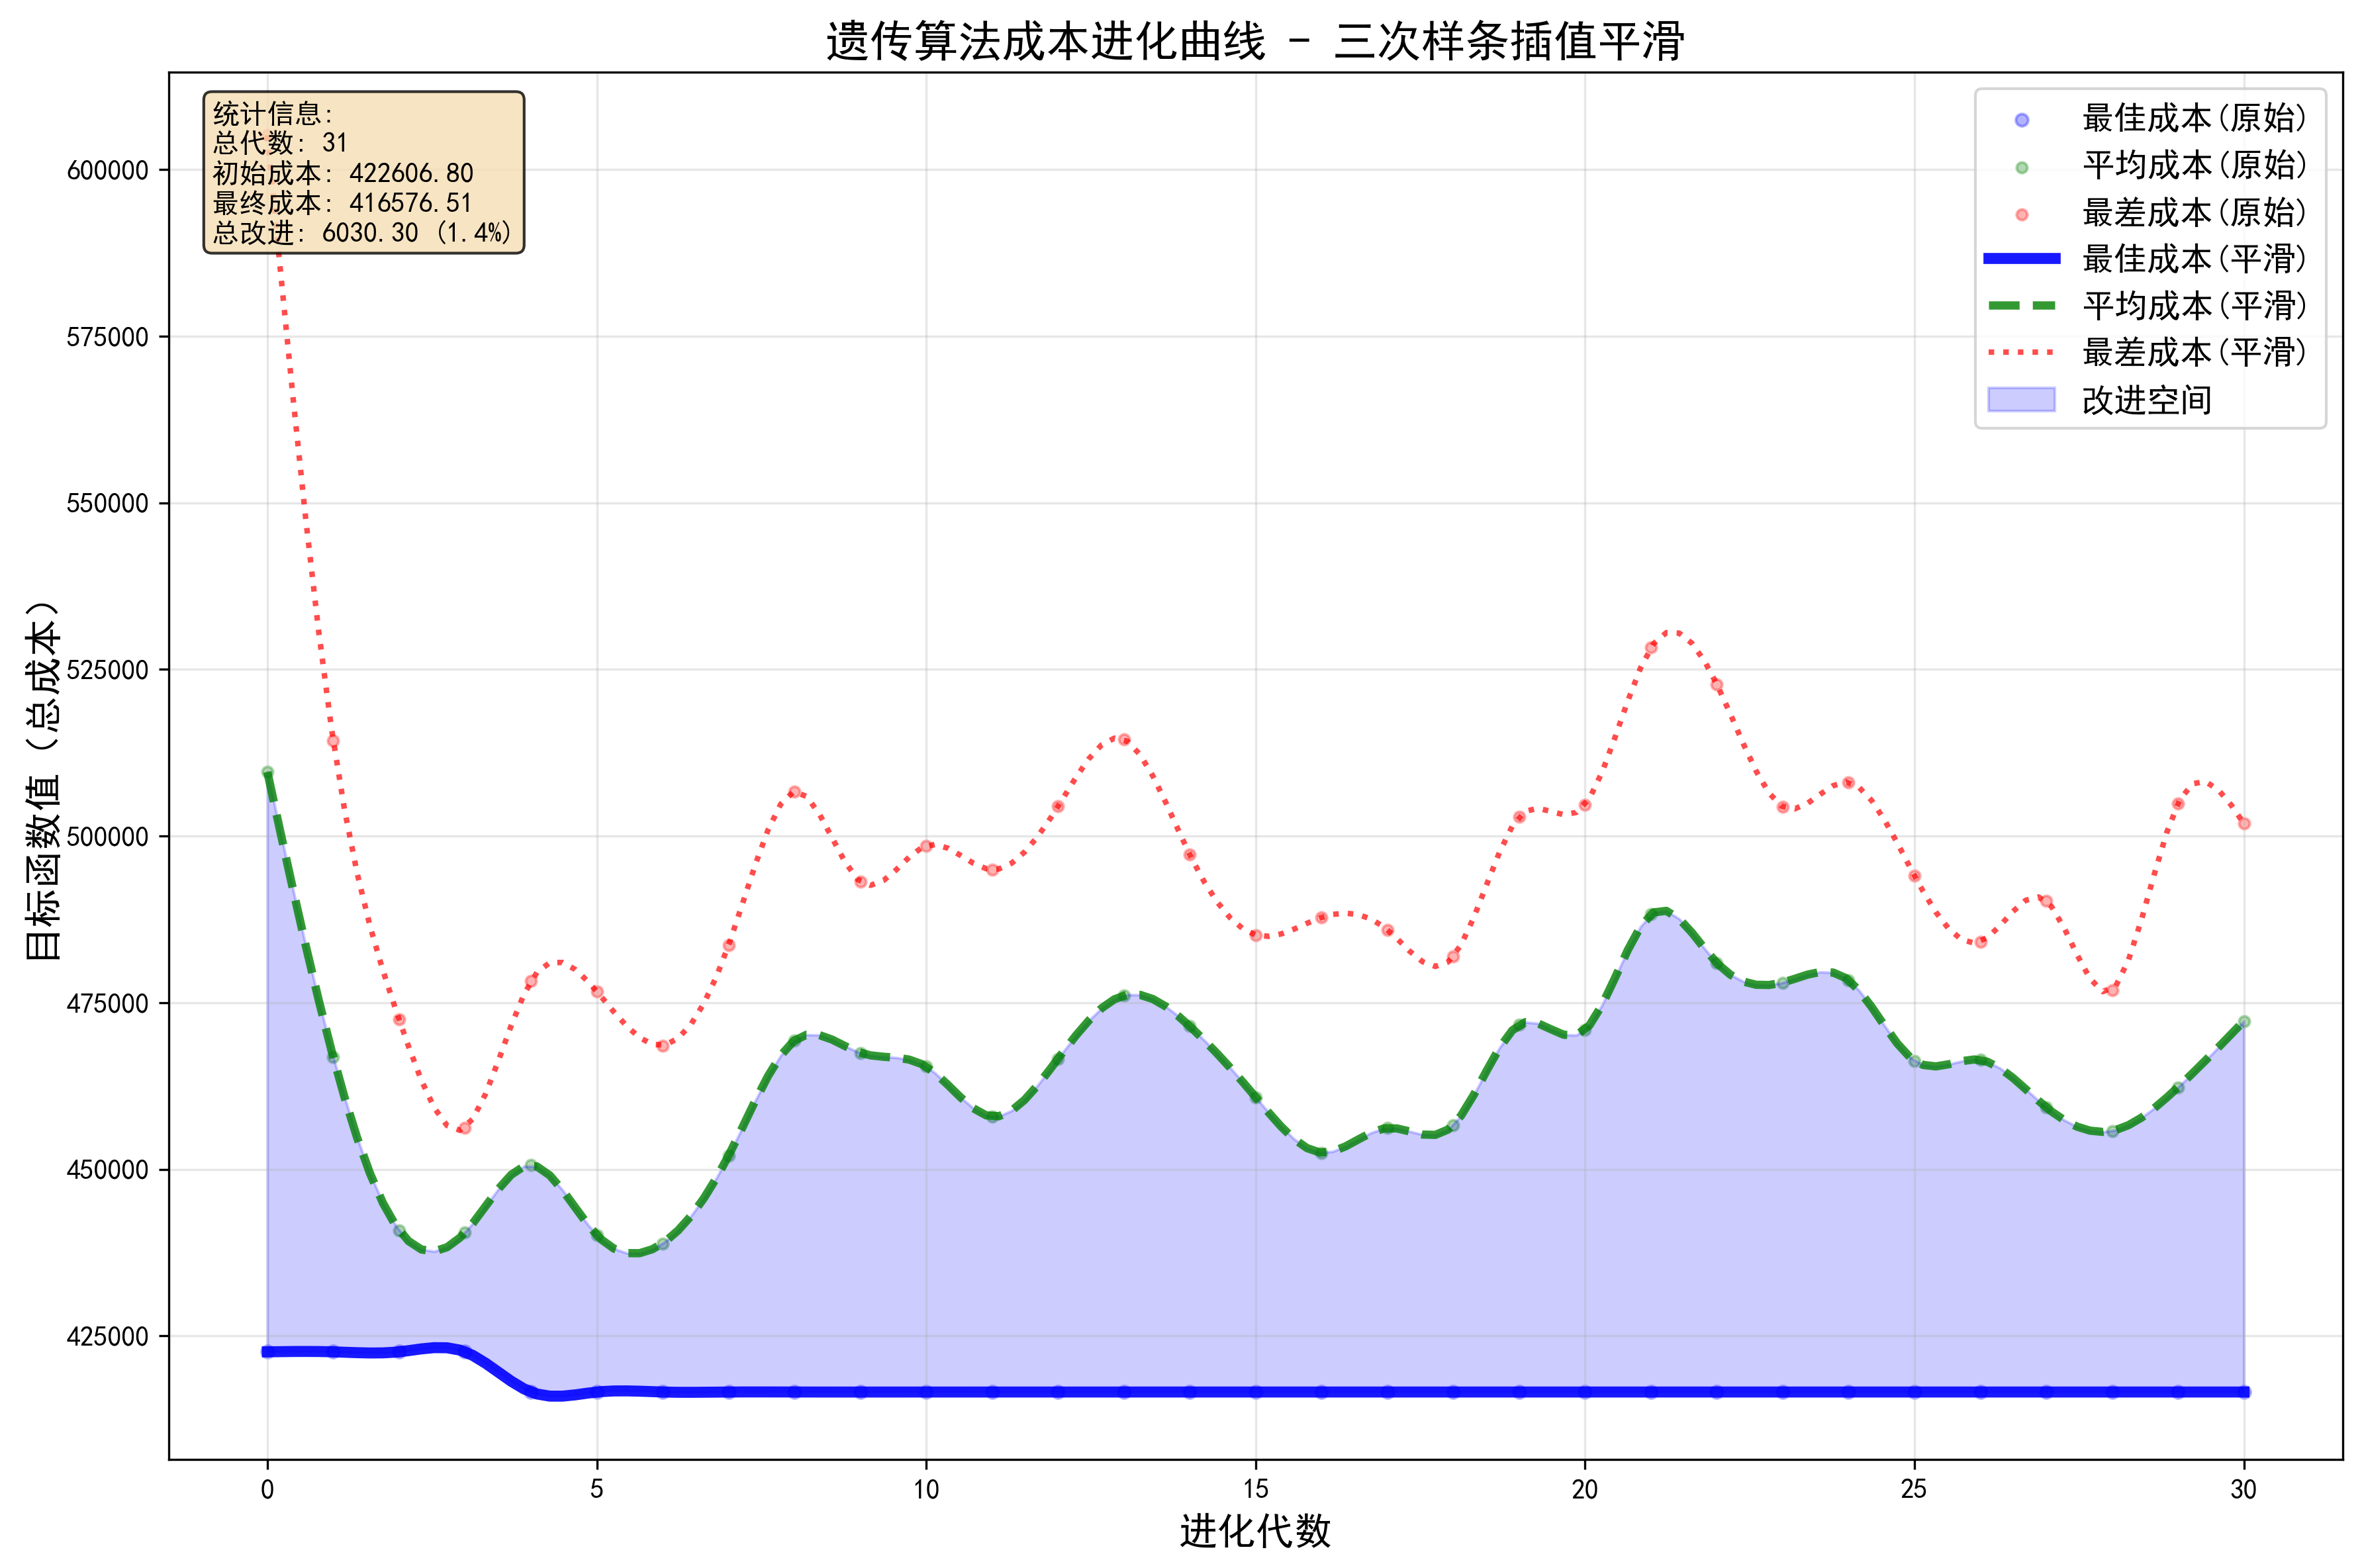 遗传算法成本进化曲线 - 三次样条插值平滑
统计信息:
总代数: 31
初始成本: 422606.80
最终成本: 416576.51
总改进: 6030.30 (1.4%)
最佳成本(原始)
平均成本(原始)
最差成本(原始)
最佳成本(平滑)
平均成本(平滑)
最差成本(平滑)
改进空间
目标函数值（总成本）
600000
575000
550000
525000
500000
475000
450000
425000
0
5
10
15
20
25
30
进化代数